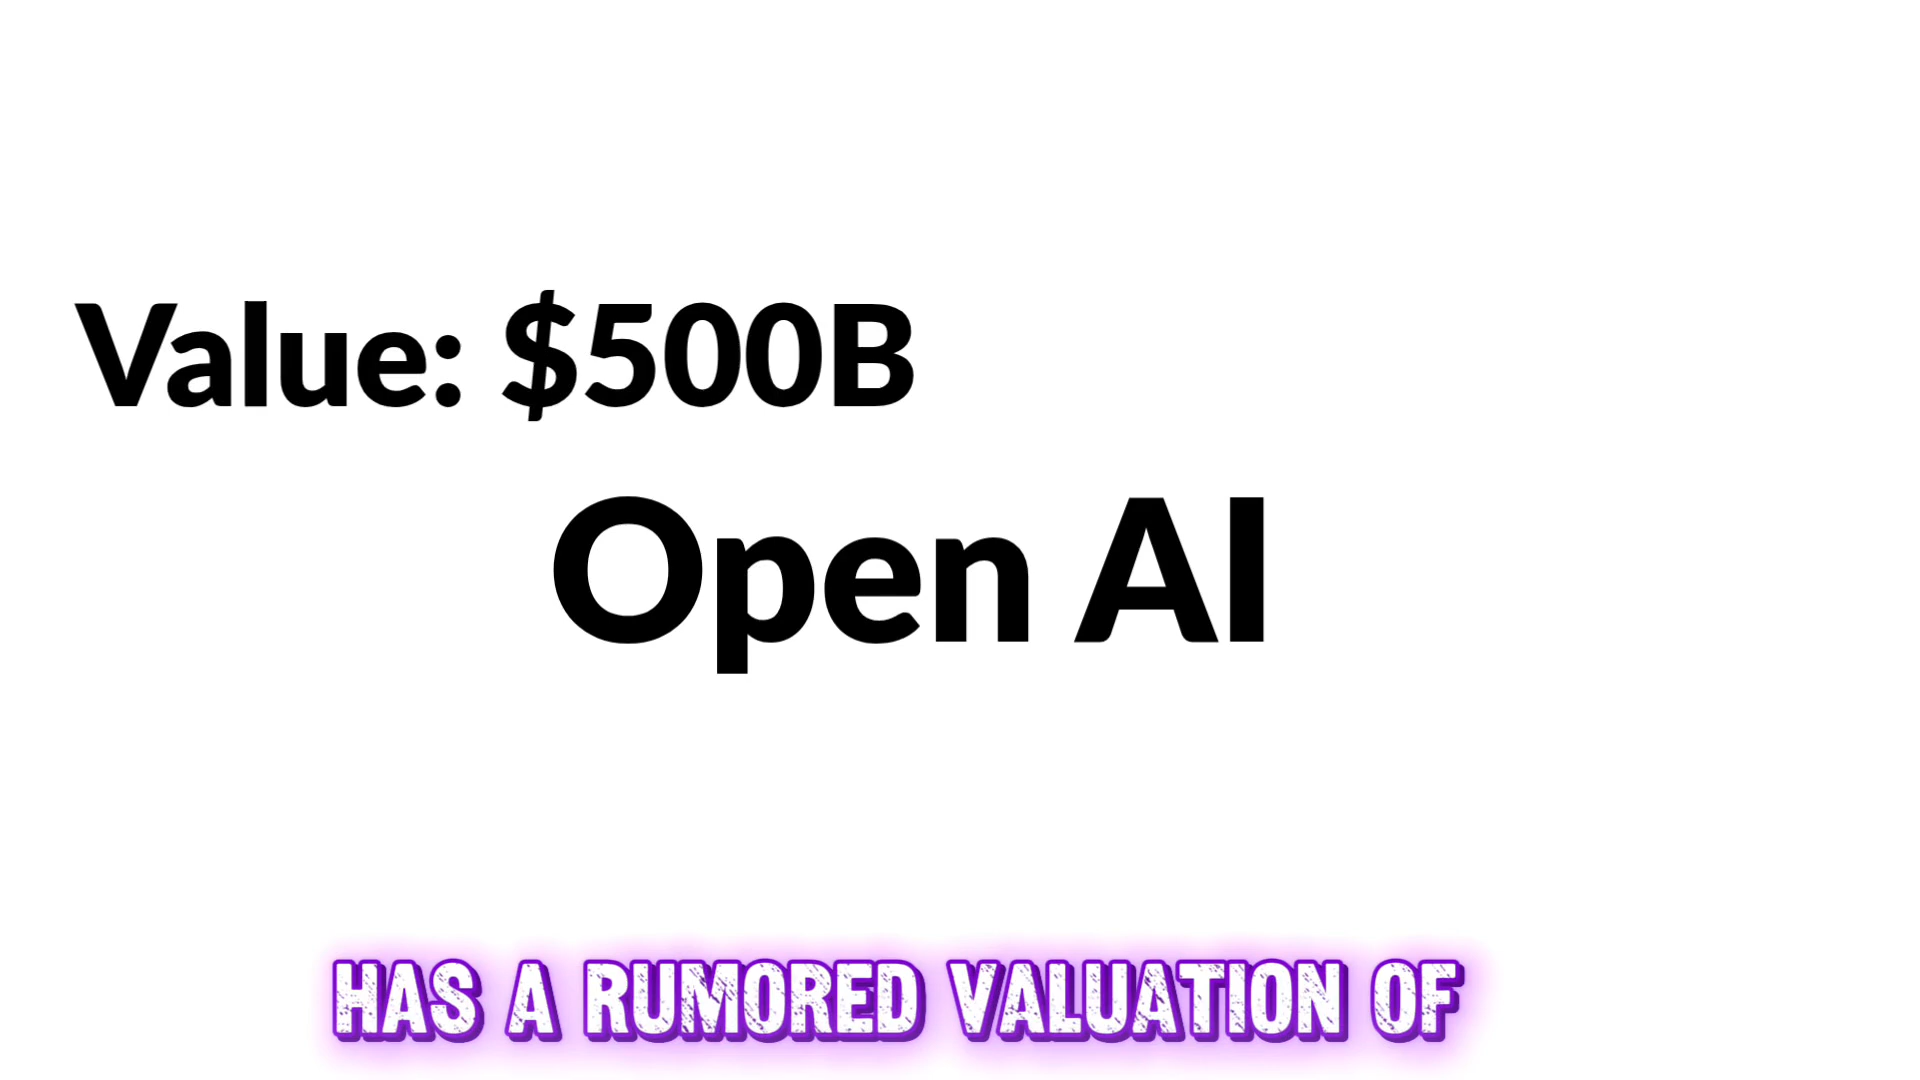 Value: $500B
Open AI
HAS A RUMORED VALUATION OF